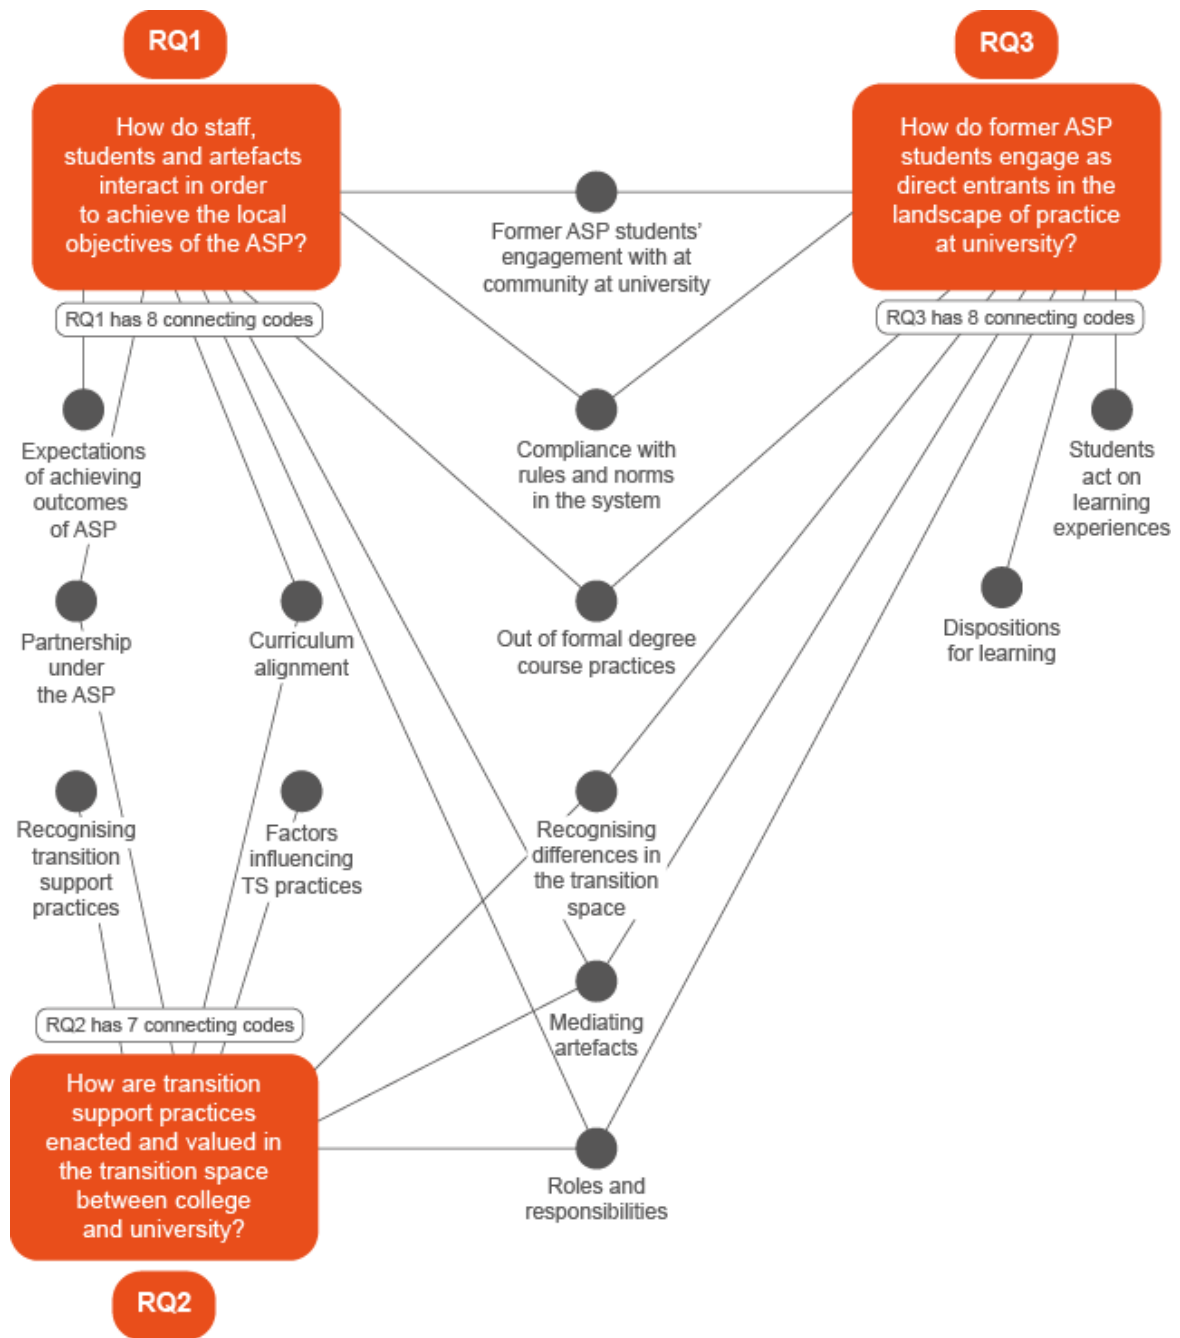 RQ1
How do staff,
students and artefacts
interact in order
to achieve the local
objectives of the ASP?
RQ1 has 8 connecting codes
RQ3
How do former ASP
students engage as
direct entrants in the
landscape of practice
at university?
RQ3 has 8 connecting codes
Former ASP students’
engagement with at
community at university
Expectations
of achieving
outcomes
of ASP
Compliance with
rules and norms
in the system
Students
act on
learning
experiences
Partnership
under
the ASP
Curriculum
alignment
Out of formal degree
course practices
Dispositions
for learning
Recognising
transition
support
practices
Factors
influencing
TS practices
Recognising
differences in
the transition
space
Mediating
artefacts
Roles and
responsibilities
RQ2 has 7 connecting codes
How are transition
support practices
enacted and valued in
the transition space
between college
and university?
RQ2